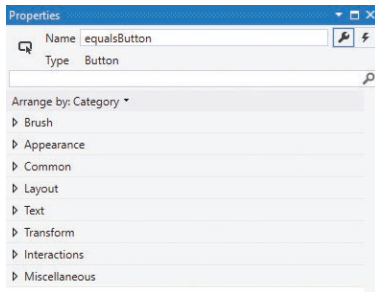 Properties
Name equalsButton
Type Button
Arrange by: Category
Brush
Appearance
Common
Layout
Text
Transform
Interactions
Miscellaneous